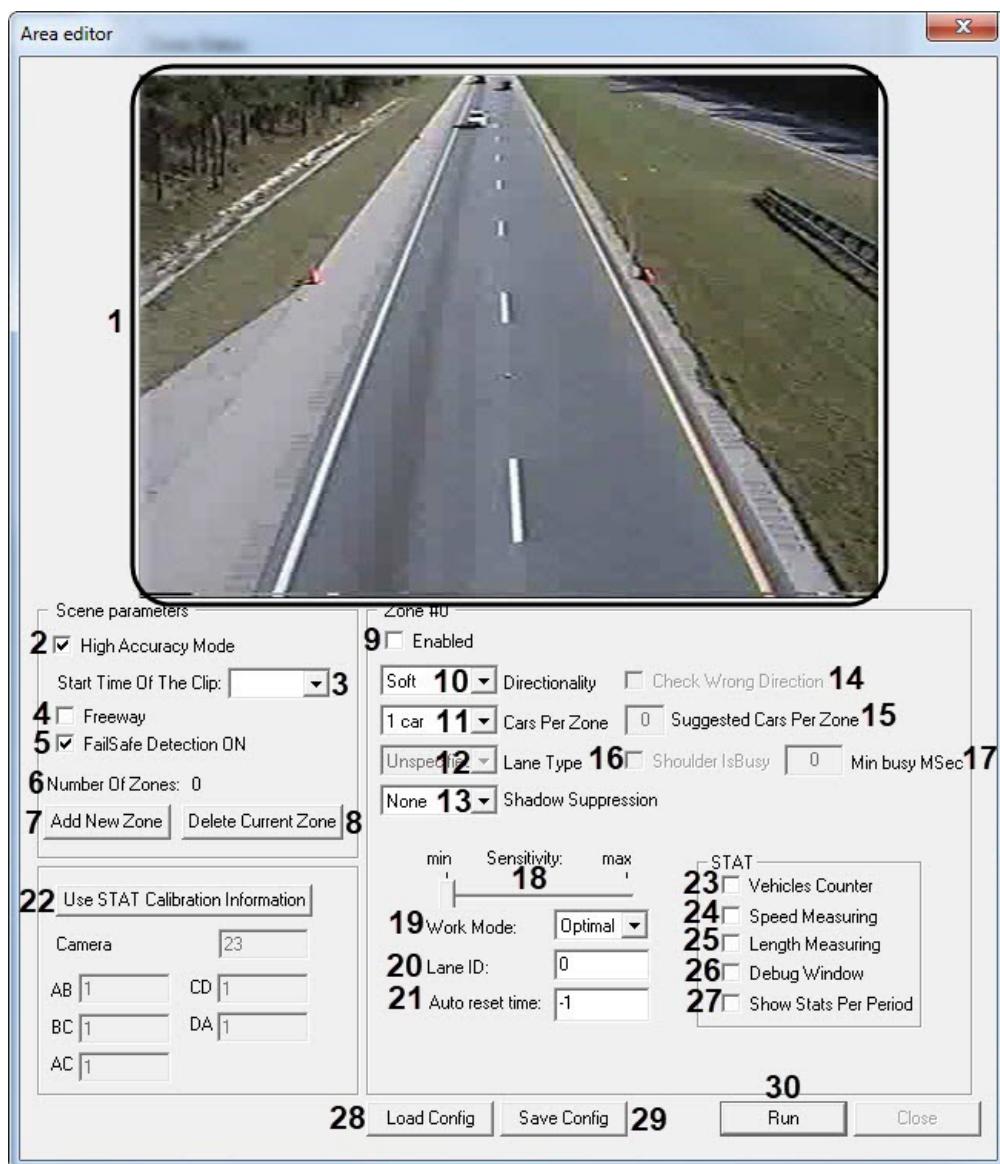 Area editor
1
Scene parameters
2 High Accuracy Mode
Start Time Of The Clip: 3
4 Freeway
5 FailSafe Detection ON
6 Number Of Zones: 0
7 Add New Zone Delete Current Zone 8
22 Use STAT Calibration Information
Camera 23
AB 1 CD 1
BC 1 DA 1
AC 1
Zone #0
9 Enabled
Soft 10 Directionality Check Wrong Direction 14
1 car 11 Cars Per Zone 0 Suggested Cars Per Zone 15
12 Lane Type 16 Shoulder IsBusy 0 Min busy MSec 17
None 13 Shadow Suppression
min Sensitivity: max
18
19 Work Mode: Optimal
20 Lane ID: 0
21 Auto reset time: -1
STAT
23 Vehicles Counter
24 Speed Measuring
25 Length Measuring
26 Debug Window
27 Show Stats Per Period
28 Load Config Save Config 29
30
Run Close